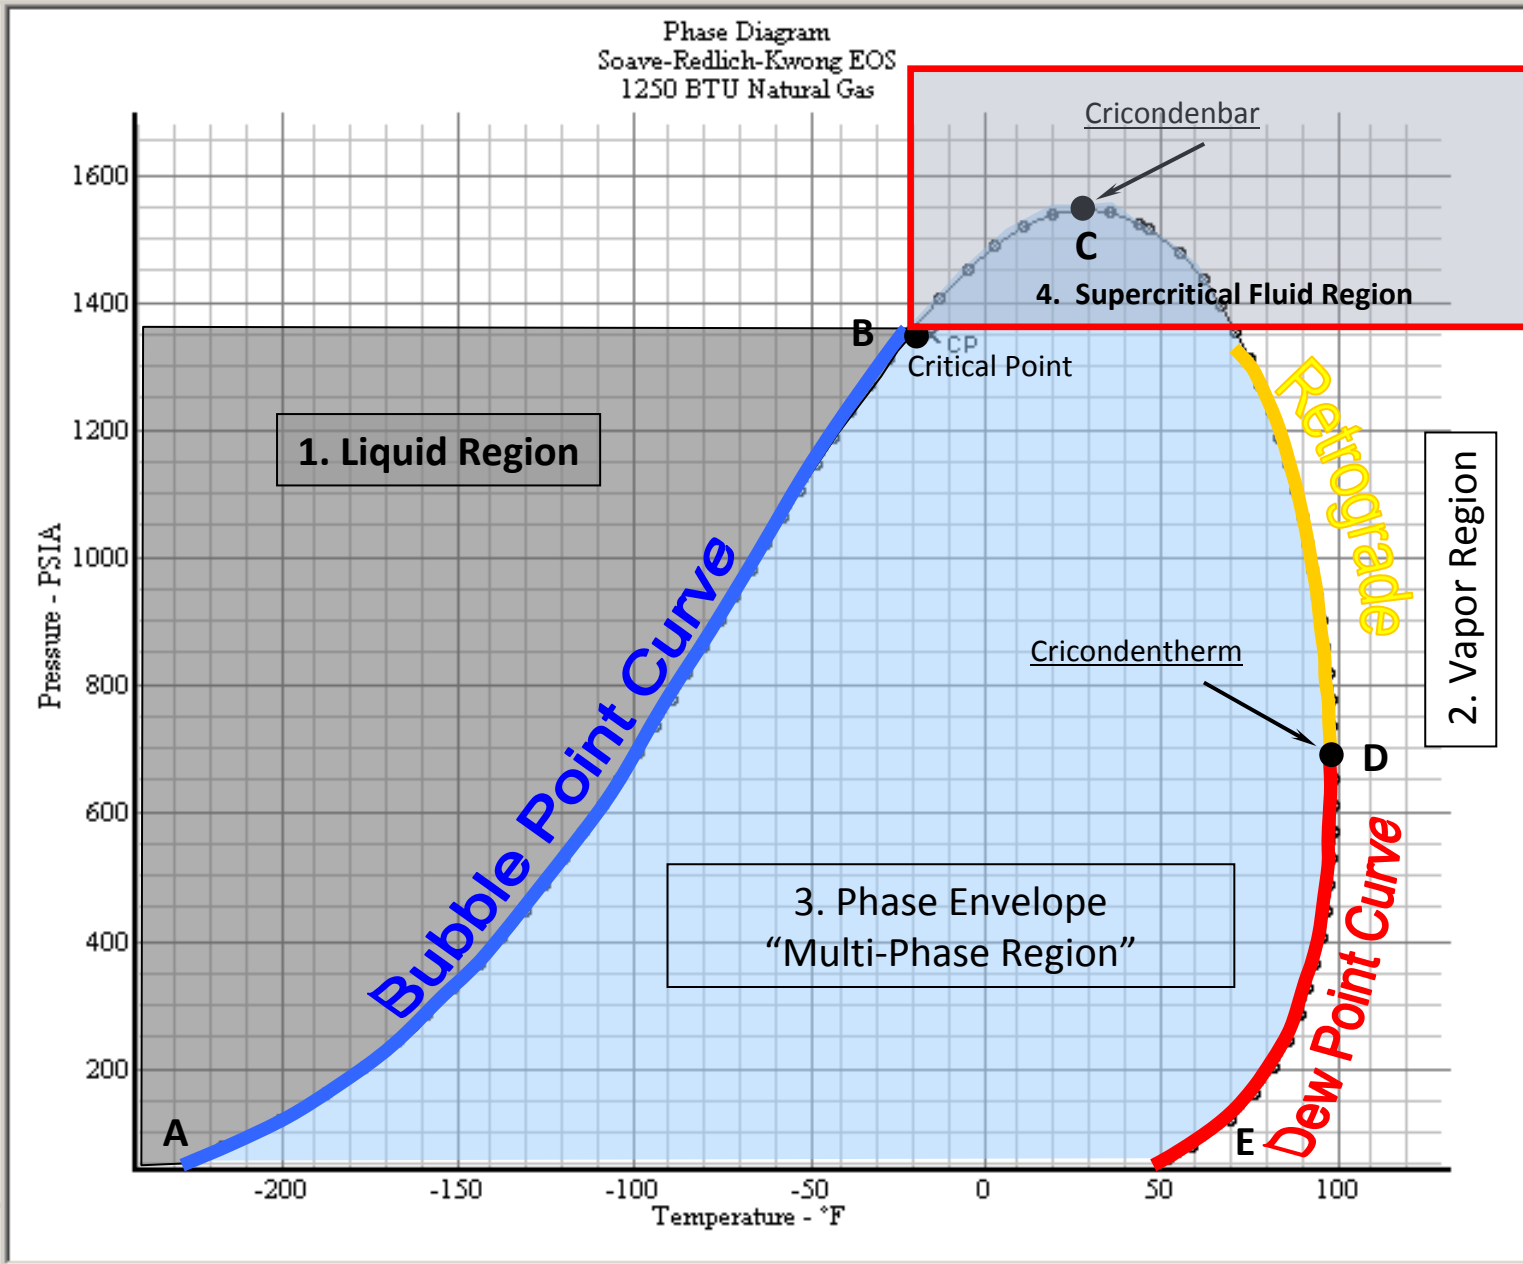 Phase Diagram
Soave-Redlich-Kwong EOS
1250 BTU Natural Gas
Cricondenbar
1600
C
4. Supercritical Fluid Region
1400
B
CP
Critical Point
Retrograde
1200
1. Liquid Region
2. Vapor Region
1000
Bubble Point Curve
Pressure - PSIA
Cricondentherm
800
D
600
Dew Point Curve
3. Phase Envelope
“Multi-Phase Region”
400
200
A
E
-200 -150 -100 -50 0 50 100
Temperature - °F